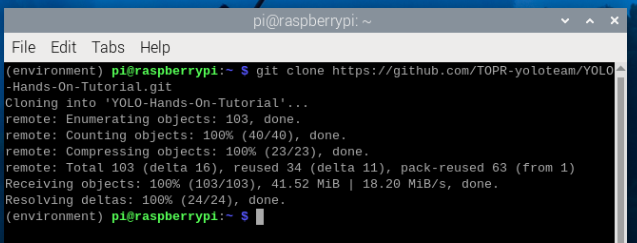 pi@raspberrypi: ~
File Edit Tabs Help
(environment) pi@raspberrypi:~ $ git clone https://github.com/TOPR-yoloteam/YOLO
-Hands-On-Tutorial.git
Cloning into 'YOLO-Hands-On-Tutorial'...
remote: Enumerating objects: 103, done.
remote: Counting objects: 100% (40/40), done.
remote: Compressing objects: 100% (23/23), done.
remote: Total 103 (delta 16), reused 34 (delta 11), pack-reused 63 (from 1)
Receiving objects: 100% (103/103), 41.52 MiB | 18.20 MiB/s, done.
Resolving deltas: 100% (24/24), done.
(environment) pi@raspberrypi:~ $